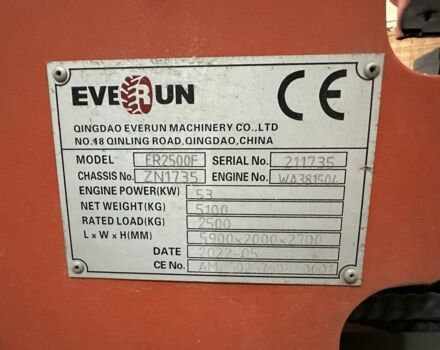 EVERUN CE
QINGDAO EVERUN MACHINERY CO.,LTD
NO.18 QINLING ROAD,QINGDAO,CHINA
MODEL ER2500F SERIAL No. 211735
CHASSIS No. ZN1735 ENGINE No. WA381504
ENGINE POWER(KW) 53
NET WEIGHT(KG) 5100
RATED LOAD(KG) 2500
L x W x H(MM) 5900×2000×2700
DATE 2022-05
CE No.